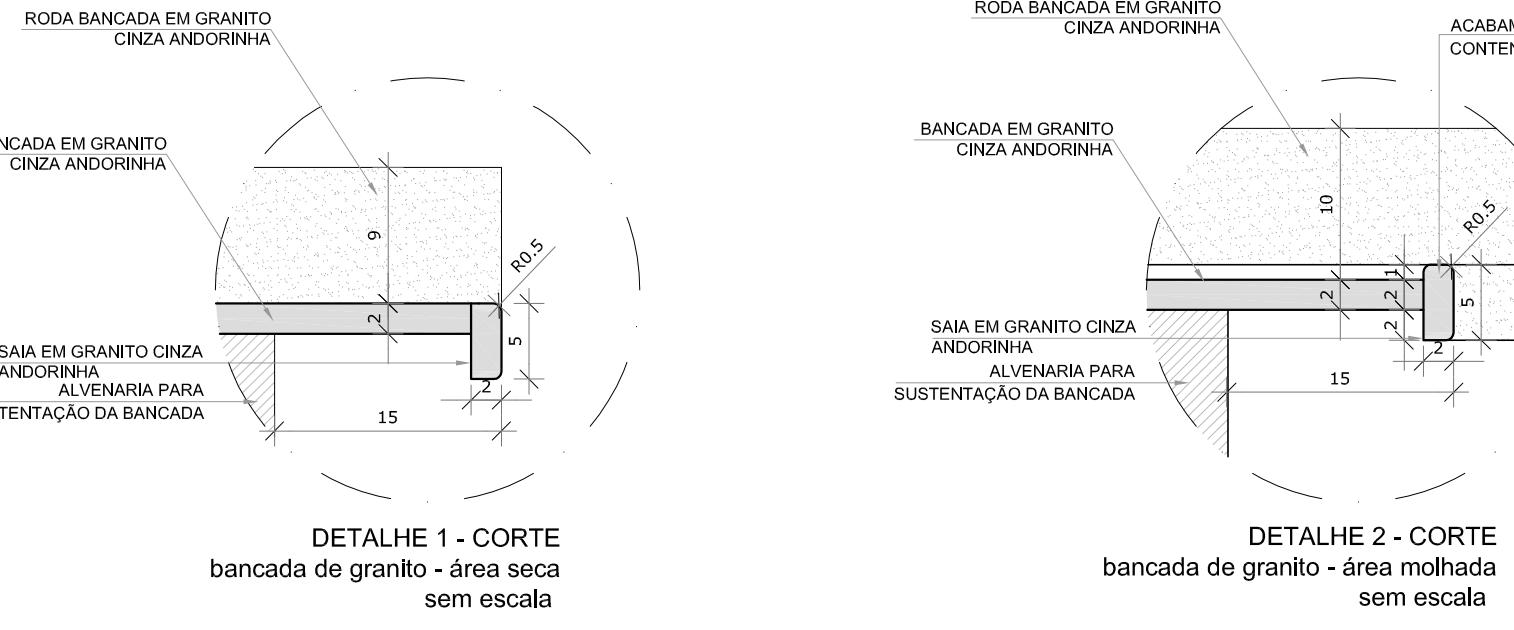 RODA BANCADA EM GRANITO
CINZA ANDORINHA
NCADA EM GRANITO
CINZA ANDORINHA
9
R0.5
2
5
SAIA EM GRANITO CINZA
ANDORINHA
ALVENARIA PARA
TENTAÇÃO DA BANCADA
2
15
DETALHE 1 - CORTE
bancada de granito - área seca
sem escala
RODA BANCADA EM GRANITO
CINZA ANDORINHA
ACABAM
CONTEN
BANCADA EM GRANITO
CINZA ANDORINHA
10
R0.5
1
2
2
5
2
SAIA EM GRANITO CINZA
ANDORINHA
2
ALVENARIA PARA
SUSTENTAÇÃO DA BANCADA
15
DETALHE 2 - CORTE
bancada de granito - área molhada
sem escala